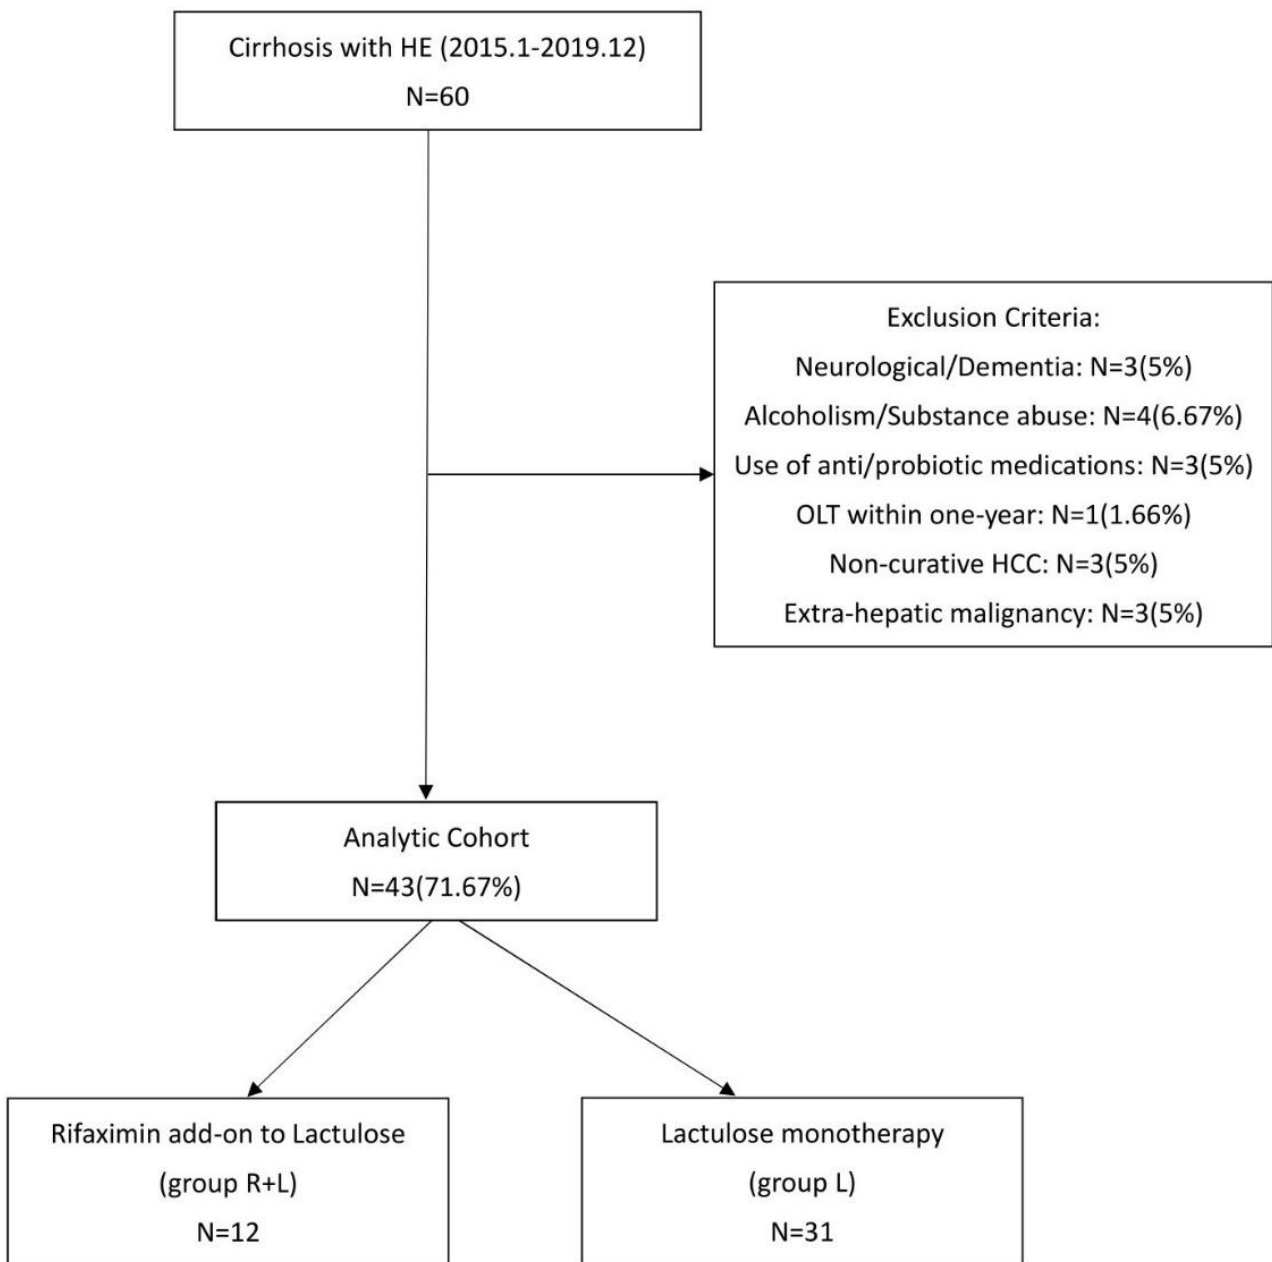 Cirrhosis with HE (2015.1-2019.12)
N=60
Exclusion Criteria:
Neurological/Dementia: N=3(5%)
Alcoholism/Substance abuse: N=4(6.67%)
Use of anti/probiotic medications: N=3(5%)
OLT within one-year: N=1(1.66%)
Non-curative HCC: N=3(5%)
Extra-hepatic malignancy: N=3(5%)
Analytic Cohort
N=43(71.67%)
Rifaximin add-on to Lactulose
(group R+L)
N=12
Lactulose monotherapy
(group L)
N=31